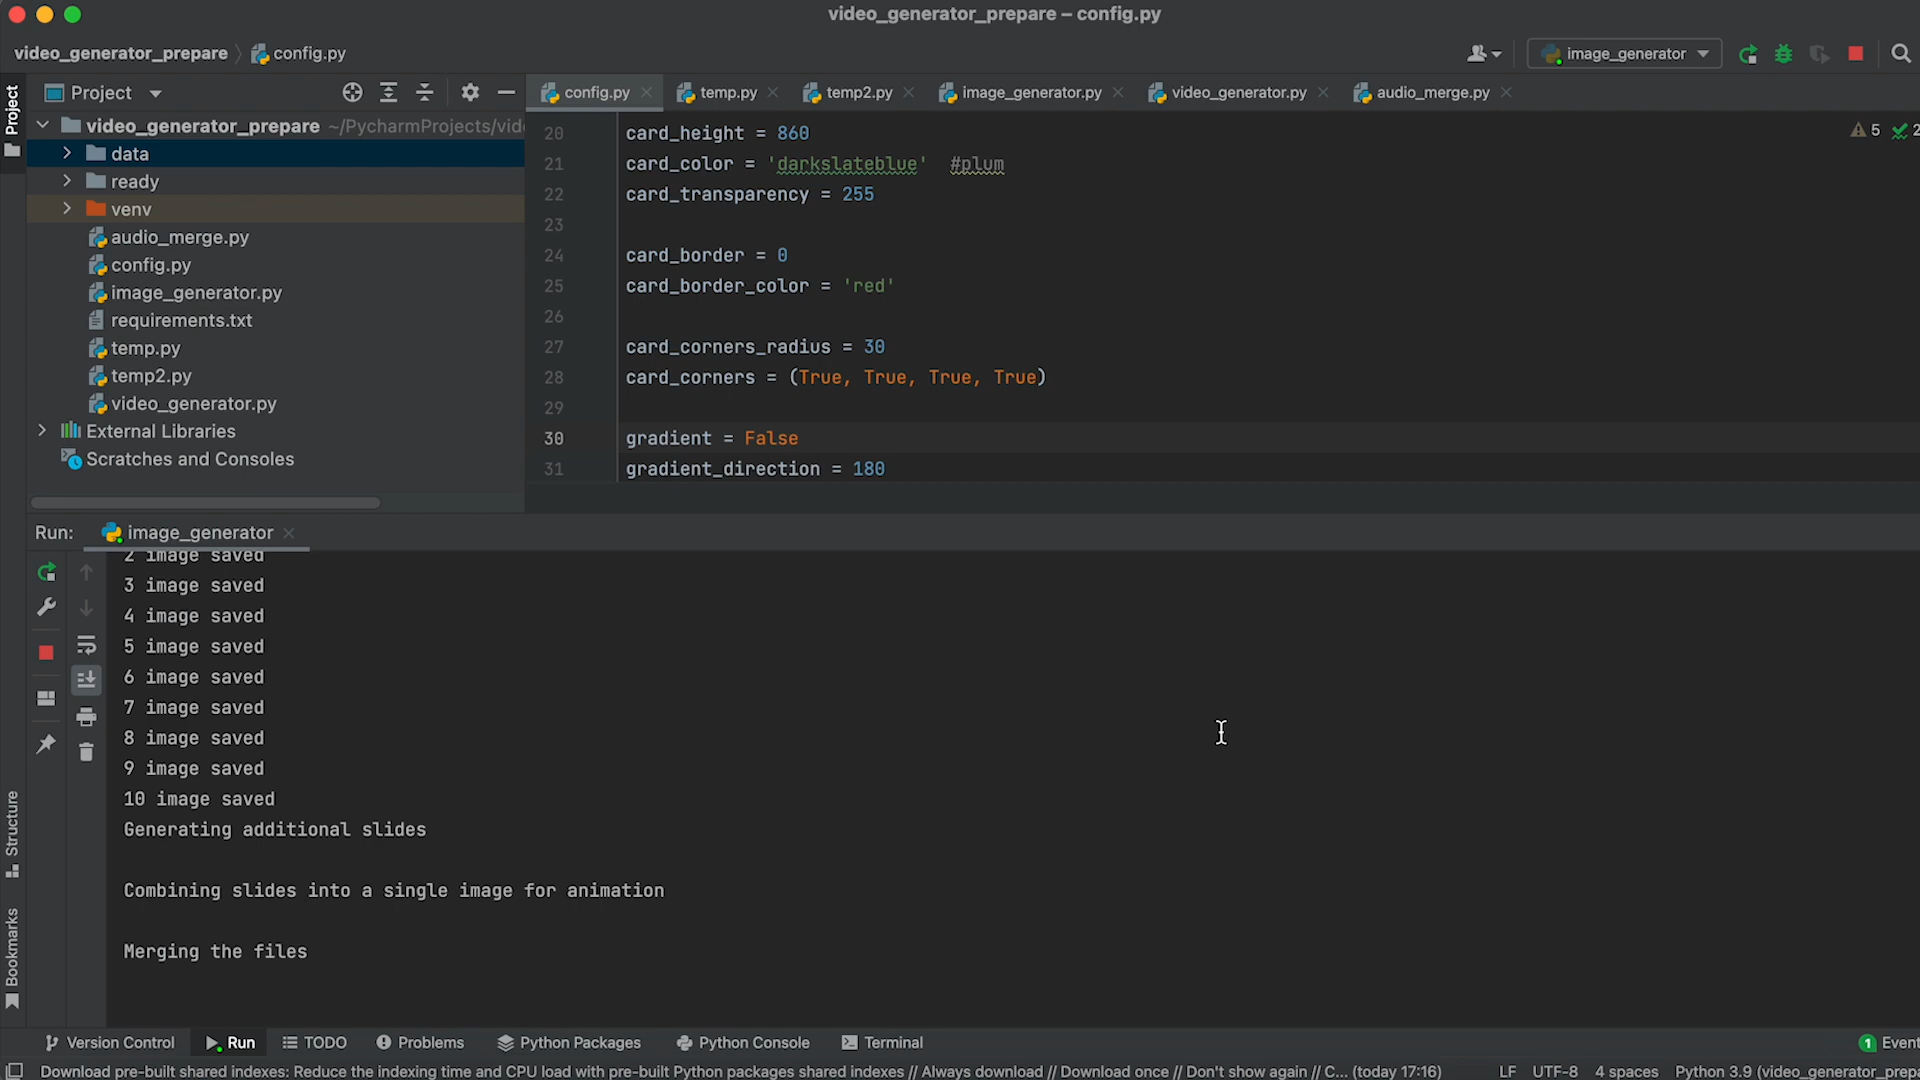 video_generator_prepare – config.py
video_generator_prepare
config.py
image_generator
Project
Project
config.py
temp.py
temp2.py
image_generator.py
video_generator.py
audio_merge.py
video_generator_prepare ~/PycharmProjects/vid
data
ready
venv
audio_merge.py
config.py
image_generator.py
requirements.txt
temp.py
temp2.py
video_generator.py
External Libraries
Scratches and Consoles
5
2
20 card_height = 860
21 card_color = 'darkslateblue' #plum
22 card_transparency = 255
23
24 card_border = 0
25 card_border_color = 'red'
26
27 card_corners_radius = 30
28 card_corners = (True, True, True, True)
29
30 gradient = False
31 gradient_direction = 180
Run: image_generator
2 image saved
3 image saved
4 image saved
5 image saved
6 image saved
7 image saved
8 image saved
9 image saved
10 image saved
Generating additional slides
Combining slides into a single image for animation
Merging the files
Structure
Bookmarks
Version Control
Run
TODO
Problems
Python Packages
Python Console
Terminal
1 Event
Download pre-built shared indexes: Reduce the indexing time and CPU load with pre-built Python packages shared indexes // Always download // Download once // Don't show again // C... (today 17:16)
LF UTF-8 4 spaces Python 3.9 (video_generator_prepa